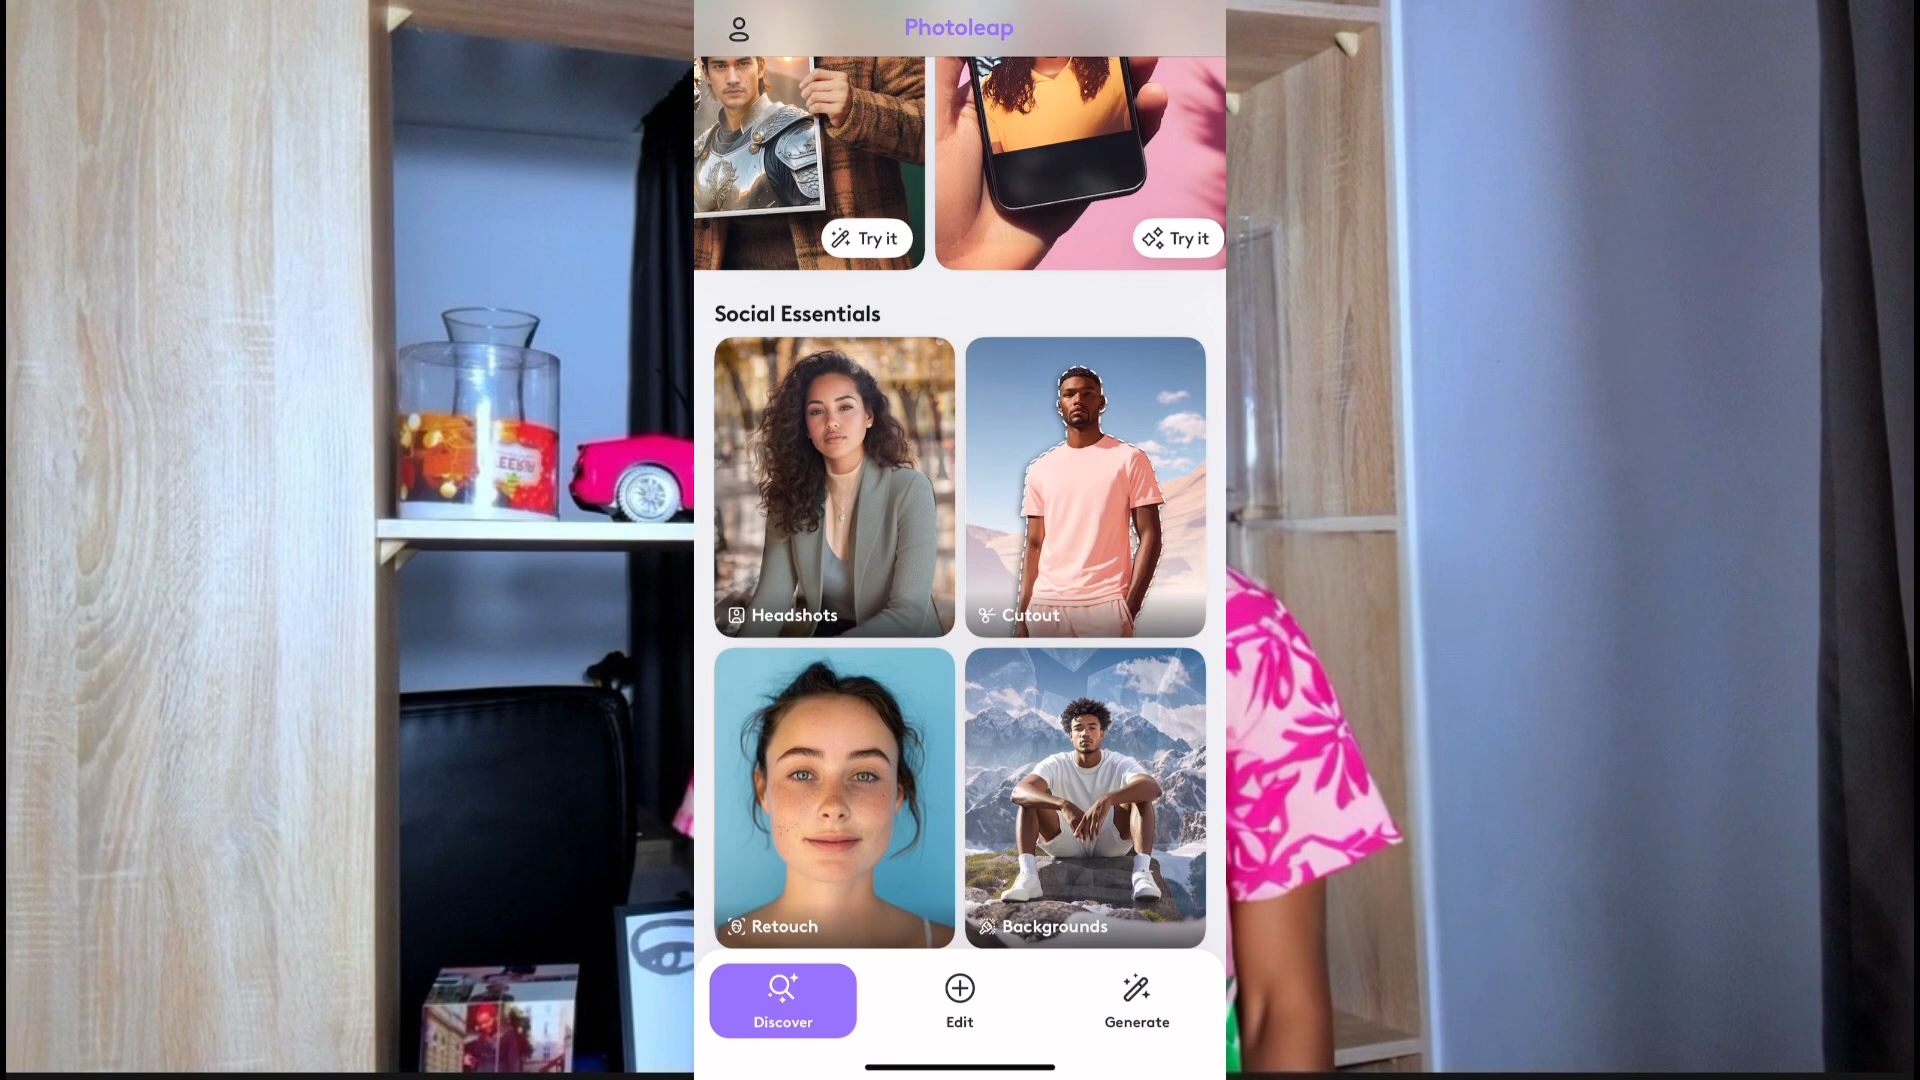 Photoleap
Try it
Try it
Social Essentials
Headshots
Cutout
Retouch
Backgrounds
Discover
Edit
Generate